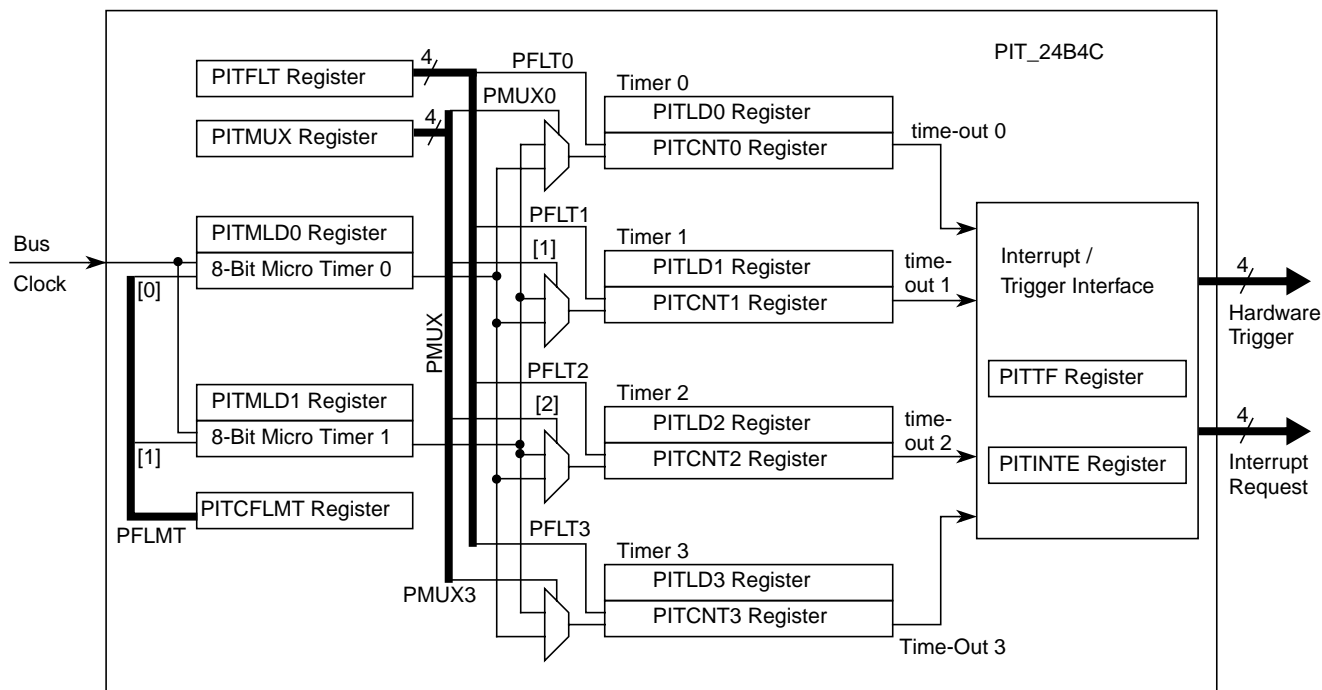 PIT_24B4C
4
PFLT0
PITFLT Register
Timer 0
PMUX0
PITLD0 Register
4
PITMUX Register
time-out 0
PITCNT0 Register
PFLT1
PITMLD0 Register
Bus
[1]
Timer 1
Interrupt /
Trigger Interface
8-Bit Micro Timer 0
PITLD1 Register
time-
out 1
4
Clock
[0]
PITCNT1 Register
Hardware
Trigger
PMUX
PFLT2
PITTF Register
Timer 2
PITMLD1 Register
[2]
PITLD2 Register
time-
out 2
4
8-Bit Micro Timer 1
[1]
PITCNT2 Register
PITINTE Register
Interrupt
Request
PITCFLMT Register
PFLMT
PFLT3
Timer 3
PITLD3 Register
PMUX3
PITCNT3 Register
Time-Out 3